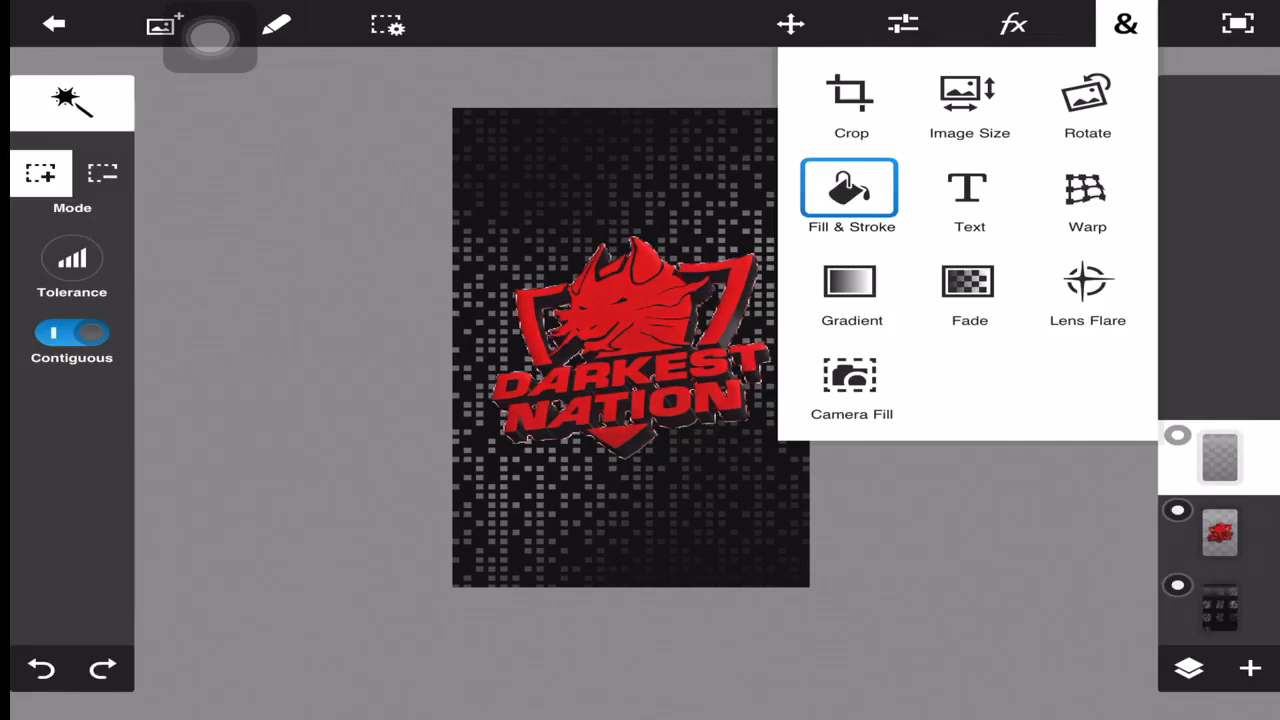 fx
&
Mode
Tolerance
Contiguous
Crop
Image Size
Rotate
Fill & Stroke
T
Text
Warp
Gradient
Fade
Lens Flare
Camera Fill
DARKEST
NATION